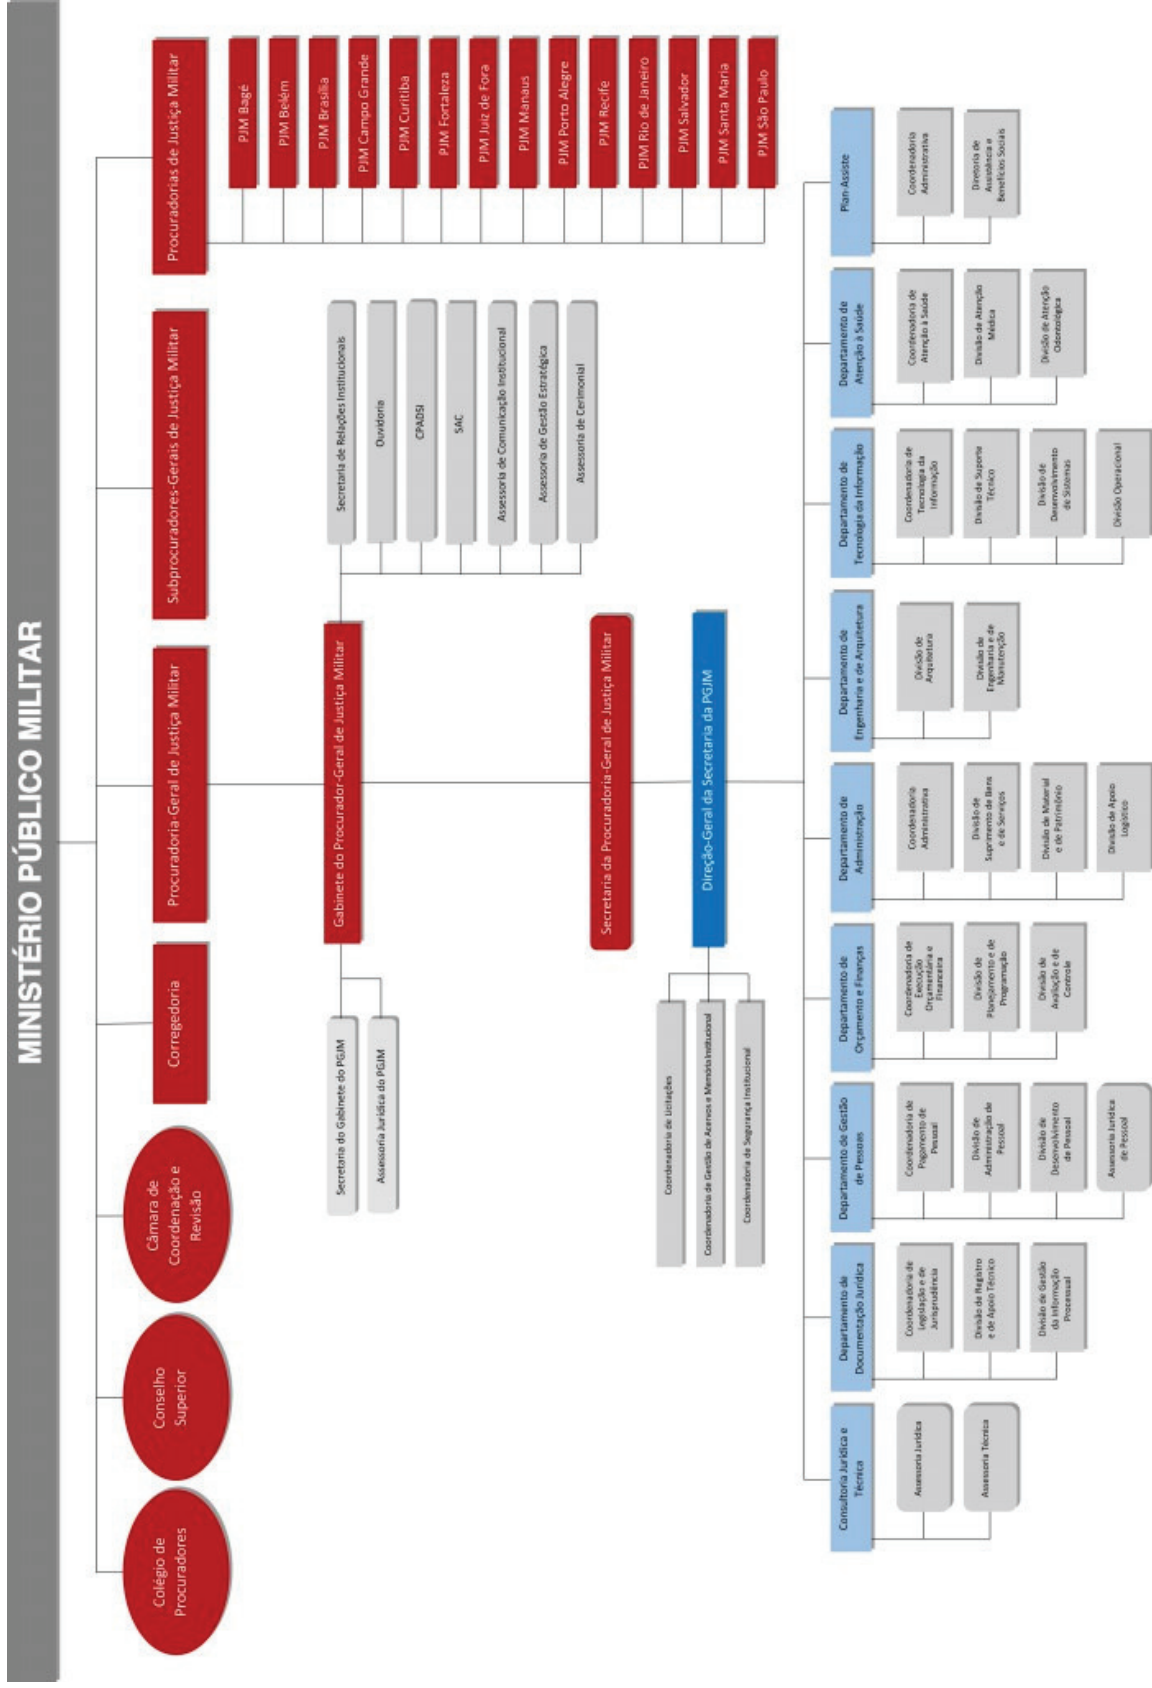 MINISTÉRIO PÚBLICO MILITAR
Colégio de
Procuradores
Conselho
Superior
Câmara de
Coordenação e
Revisão
Corregedoria
Procuradoria-Geral de Justiça Militar
Subprocuradores-Gerais de Justiça Militar
Procuradorias de Justiça Militar
PJM Bagé
PJM Belém
PJM Brasília
PJM Campo Grande
PJM Curitiba
PJM Fortaleza
PJM Juiz de Fora
PJM Manaus
PJM Porto Alegre
PJM Recife
PJM Rio de Janeiro
PJM Salvador
PJM Santa Maria
PJM São Paulo
Gabinete do Procurador-Geral de Justiça Militar
Secretaria do Gabinete do PGJM
Assessoria Jurídica do PGJM
Secretaria de Relações Institucionais
Ouvidoria
CPADSI
SAC
Assessoria de Comunicação Institucional
Assessoria de Gestão Estratégica
Assessoria de Cerimonial
Secretaria da Procuradoria-Geral de Justiça Militar
Direção-Geral da Secretaria da PGJM
Coordenadoria de Licitações
Coordenadoria de Gestão de Acervos e Memória Institucional
Coordenadoria de Segurança Institucional
Consultoria Jurídica e
Técnica
Assessoria Jurídica
Assessoria Técnica
Departamento de
Documentação Jurídica
Coordenadoria de
Legislação e de
Jurisprudência
Divisão de Registro
e de Apoio Técnico
Divisão de Gestão
da Informação
Processual
Departamento de Gestão
de Pessoas
Coordenadoria de
Pagamento de
Pessoal
Divisão de
Administração de
Pessoal
Divisão de
Desenvolvimento
de Pessoal
Assessoria Jurídica
de Pessoal
Departamento de
Orçamento e Finanças
Coordenadoria de
Execução
Orçamentária e
Financeira
Divisão de
Planejamento e de
Programação
Divisão de
Avaliação e de
Controle
Departamento de
Administração
Coordenadoria
Administrativa
Divisão de
Suprimento de Bens
e de Serviços
Divisão de Material
e de Patrimônio
Divisão de Apoio
Logístico
Departamento de
Engenharia e de Arquitetura
Divisão de
Arquitetura
Divisão de
Engenharia e de
Manutenção
Departamento de
Tecnologia da Informação
Coordenadoria de
Tecnologia da
Informação
Divisão de Suporte
Técnico
Divisão de
Desenvolvimento
de Sistemas
Divisão Operacional
Departamento de
Atenção à Saúde
Coordenadoria de
Atenção à Saúde
Divisão de Atenção
Médica
Divisão de Atenção
Odontológica
Plan-Assiste
Coordenadoria
Administrativa
Diretoria de
Assistência e
Benefícios Sociais